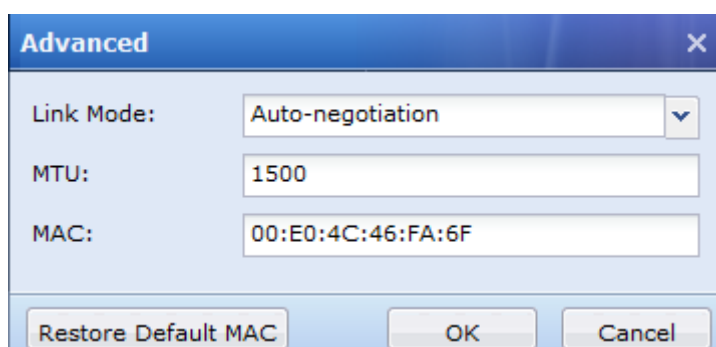 Advanced
Link Mode: Auto-negotiation
MTU: 1500
MAC: 00:E0:4C:46:FA:6F
Restore Default MAC OK Cancel